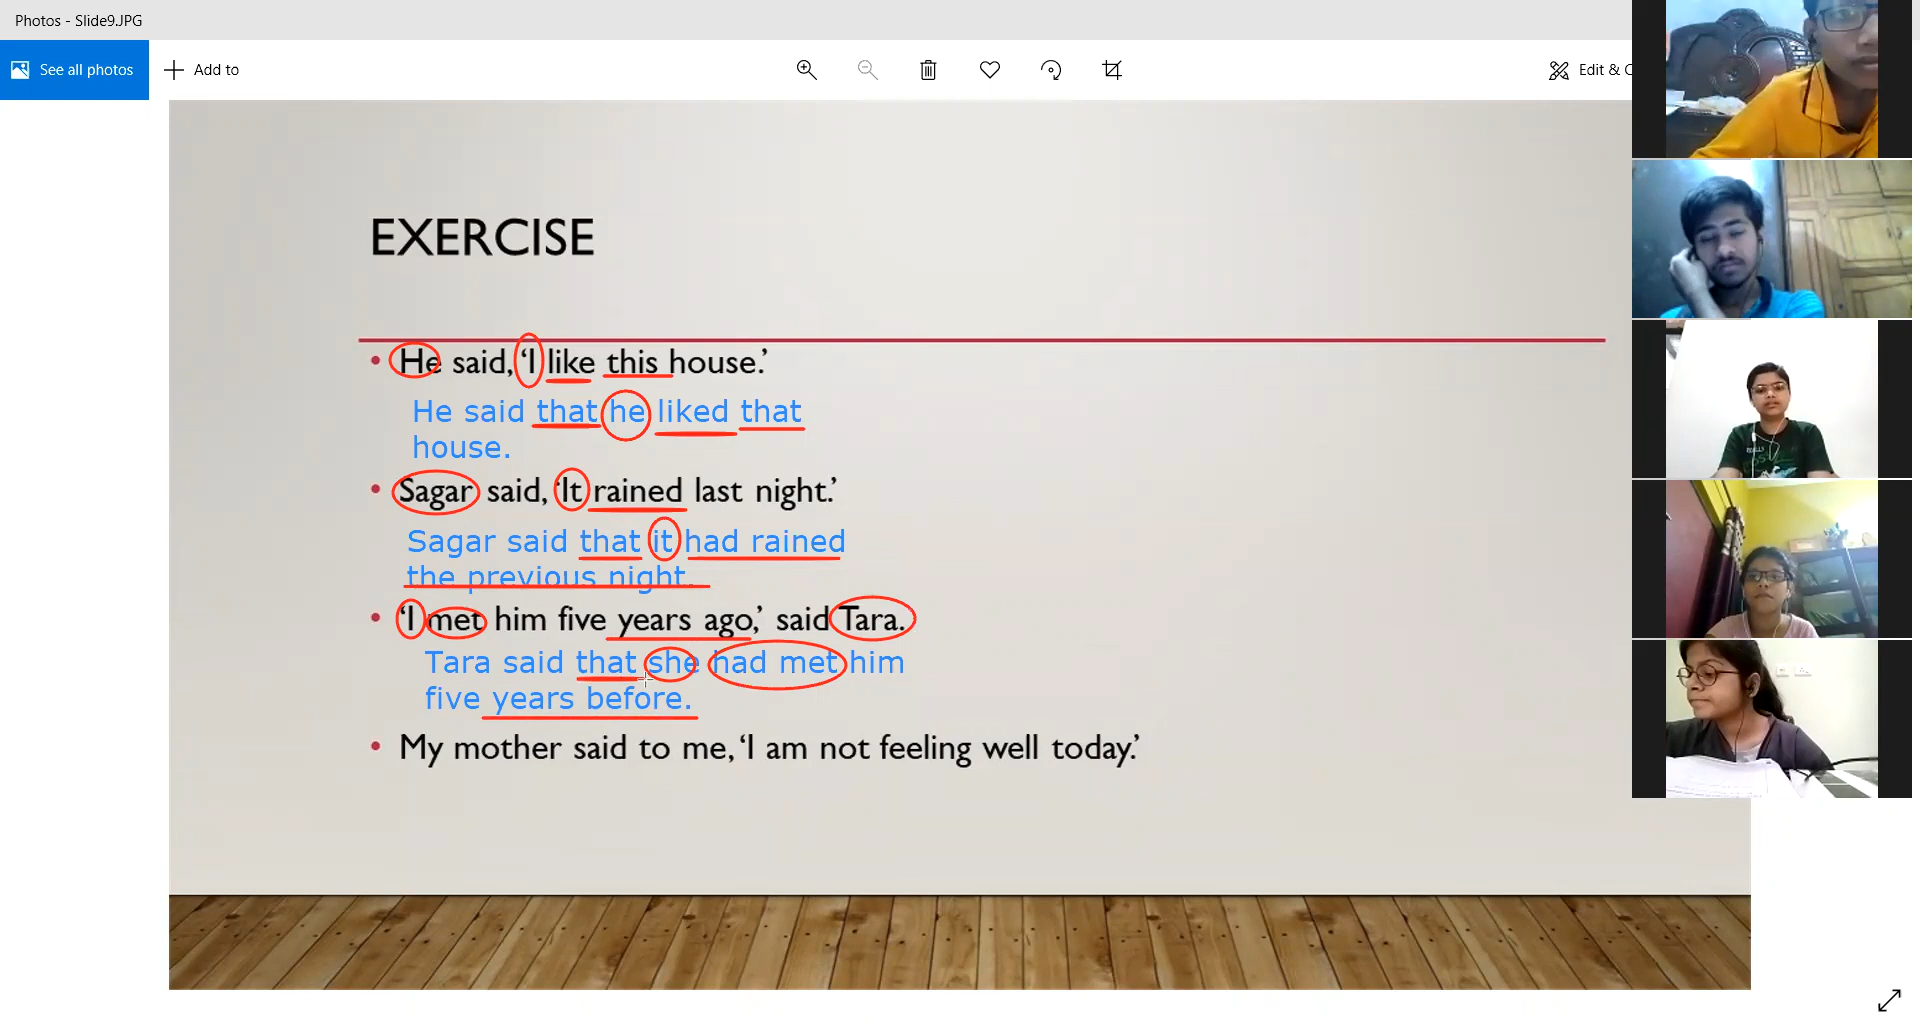 Photos - Slide9.JPG
See all photos
Add to
Edit & C
EXERCISE
• He said, ‘I like this house.’
He said that he liked that
house.
• Sagar said, ‘It rained last night.’
Sagar said that it had rained
the previous night.
• ‘I met him five years ago,’ said Tara.
Tara said that she had met him
five years before.
• My mother said to me, ‘I am not feeling well today.’